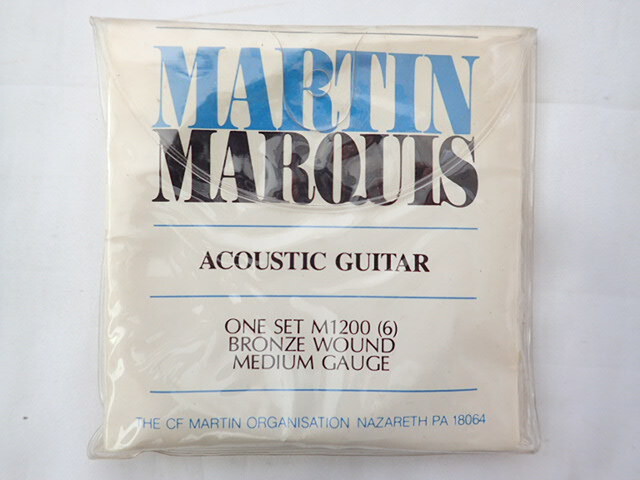 MARTIN
MARQUIS
ACOUSTIC GUITAR
ONE SET M1200 (6)
BRONZE WOUND
MEDIUM GAUGE
THE CF MARTIN ORGANISATION NAZARETH PA 18064